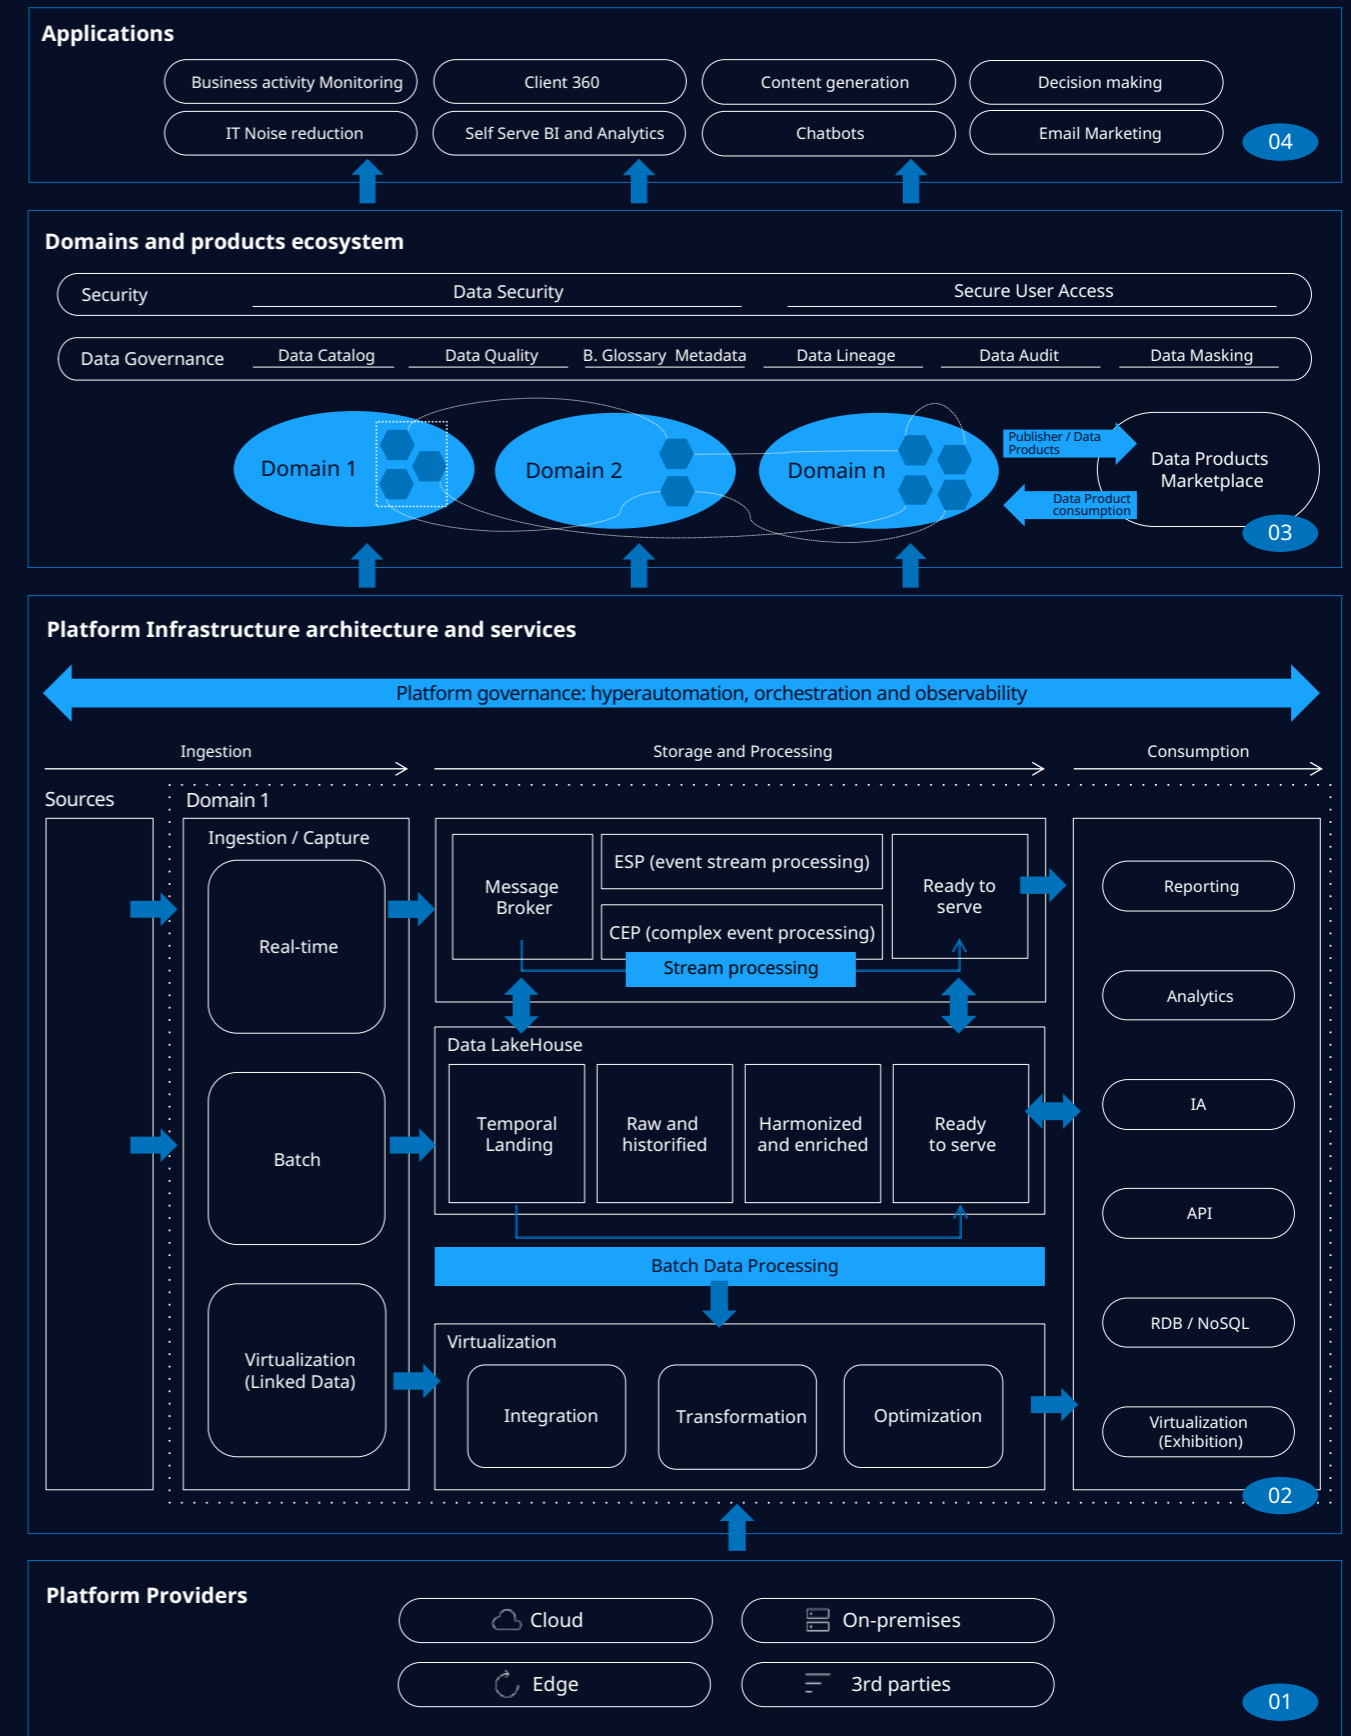 Applications
Business activity Monitoring
Client 360
Content generation
Decision making
IT Noise reduction
Self Serve BI and Analytics
Chatbots
Email Marketing
04
Domains and products ecosystem
Security
Data Security
Secure User Access
Data Governance
Data Catalog
Data Quality
B. Glossary Metadata
Data Lineage
Data Audit
Data Masking
Domain 1
Domain 2
Domain n
Publisher / Data
Products
Data Product
consumption
Data Products
Marketplace
03
Platform Infrastructure architecture and services
Platform governance: hyperautomation, orchestration and observability
Ingestion
Storage and Processing
Consumption
Sources
Domain 1
Ingestion / Capture
Real-time
Batch
Virtualization
(Linked Data)
Message
Broker
ESP (event stream processing)
CEP (complex event processing)
Ready to
serve
Stream processing
Data LakeHouse
Temporal
Landing
Raw and
historified
Harmonized
and enriched
Ready
to serve
Batch Data Processing
Virtualization
Integration
Transformation
Optimization
Reporting
Analytics
IA
API
RDB / NoSQL
Virtualization
(Exhibition)
02
Platform Providers
Cloud
On-premises
Edge
3rd parties
01